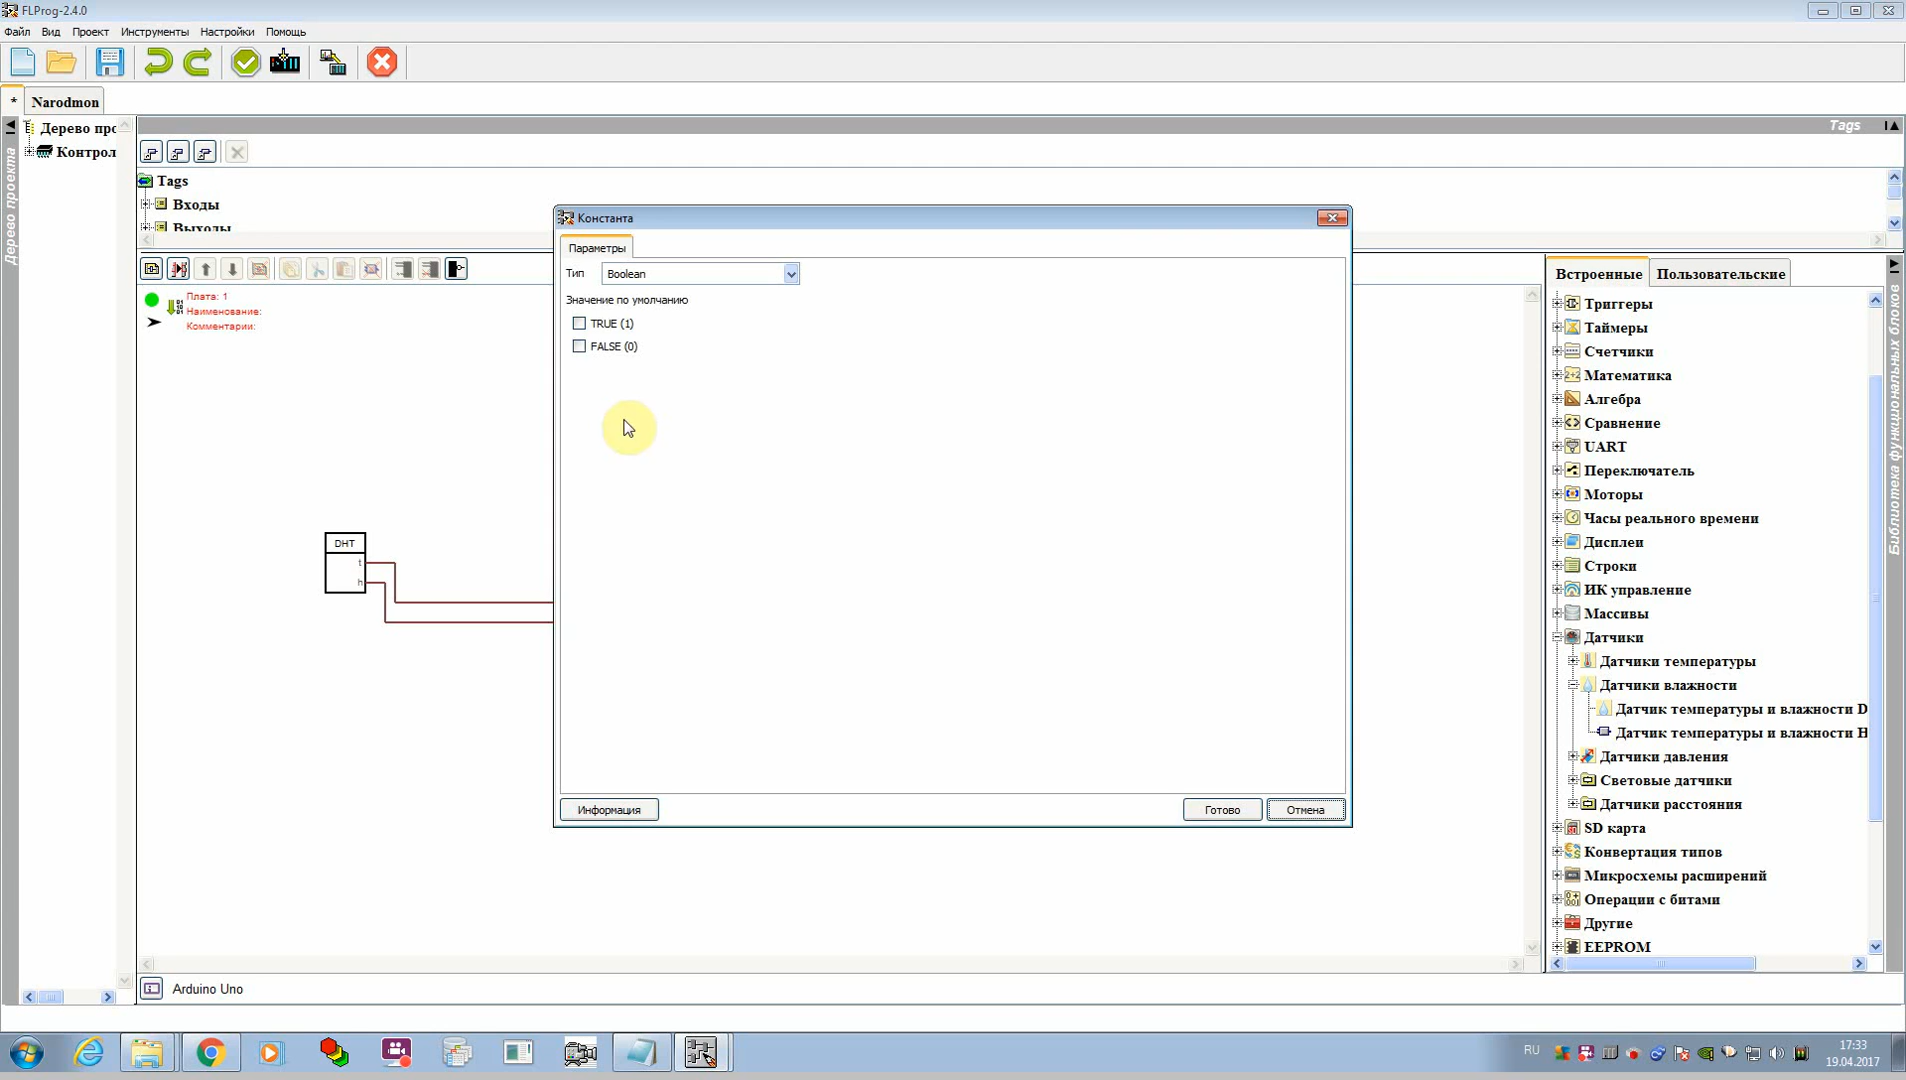 FLProg-2.4.0
Файл Вид Проект Инструменты Настройки Помощь
* Narodmon
Дерево про
Контрол
Дерево проекта
Tags
Tags
Входы
Выходы
Плата: 1
Наименование:
Комментарии:
DHT
t
h
Константа
Параметры
Тип Boolean
Значение по умолчанию
TRUE (1)
FALSE (0)
Информация Готово Отмена
Встроенные Пользовательские
Триггеры
Таймеры
Счетчики
Математика
Алгебра
Сравнение
UART
Переключатель
Моторы
Часы реального времени
Дисплеи
Строки
ИК управление
Массивы
Датчики
Датчики температуры
Датчики влажности
Датчик температуры и влажности D
Датчик температуры и влажности H
Датчики давления
Световые датчики
Датчики расстояния
SD карта
Конвертация типов
Микросхемы расширений
Операции с битами
Другие
EEPROM
Библиотека функциональных блоков
Arduino Uno
RU
17:33
19.04.2017